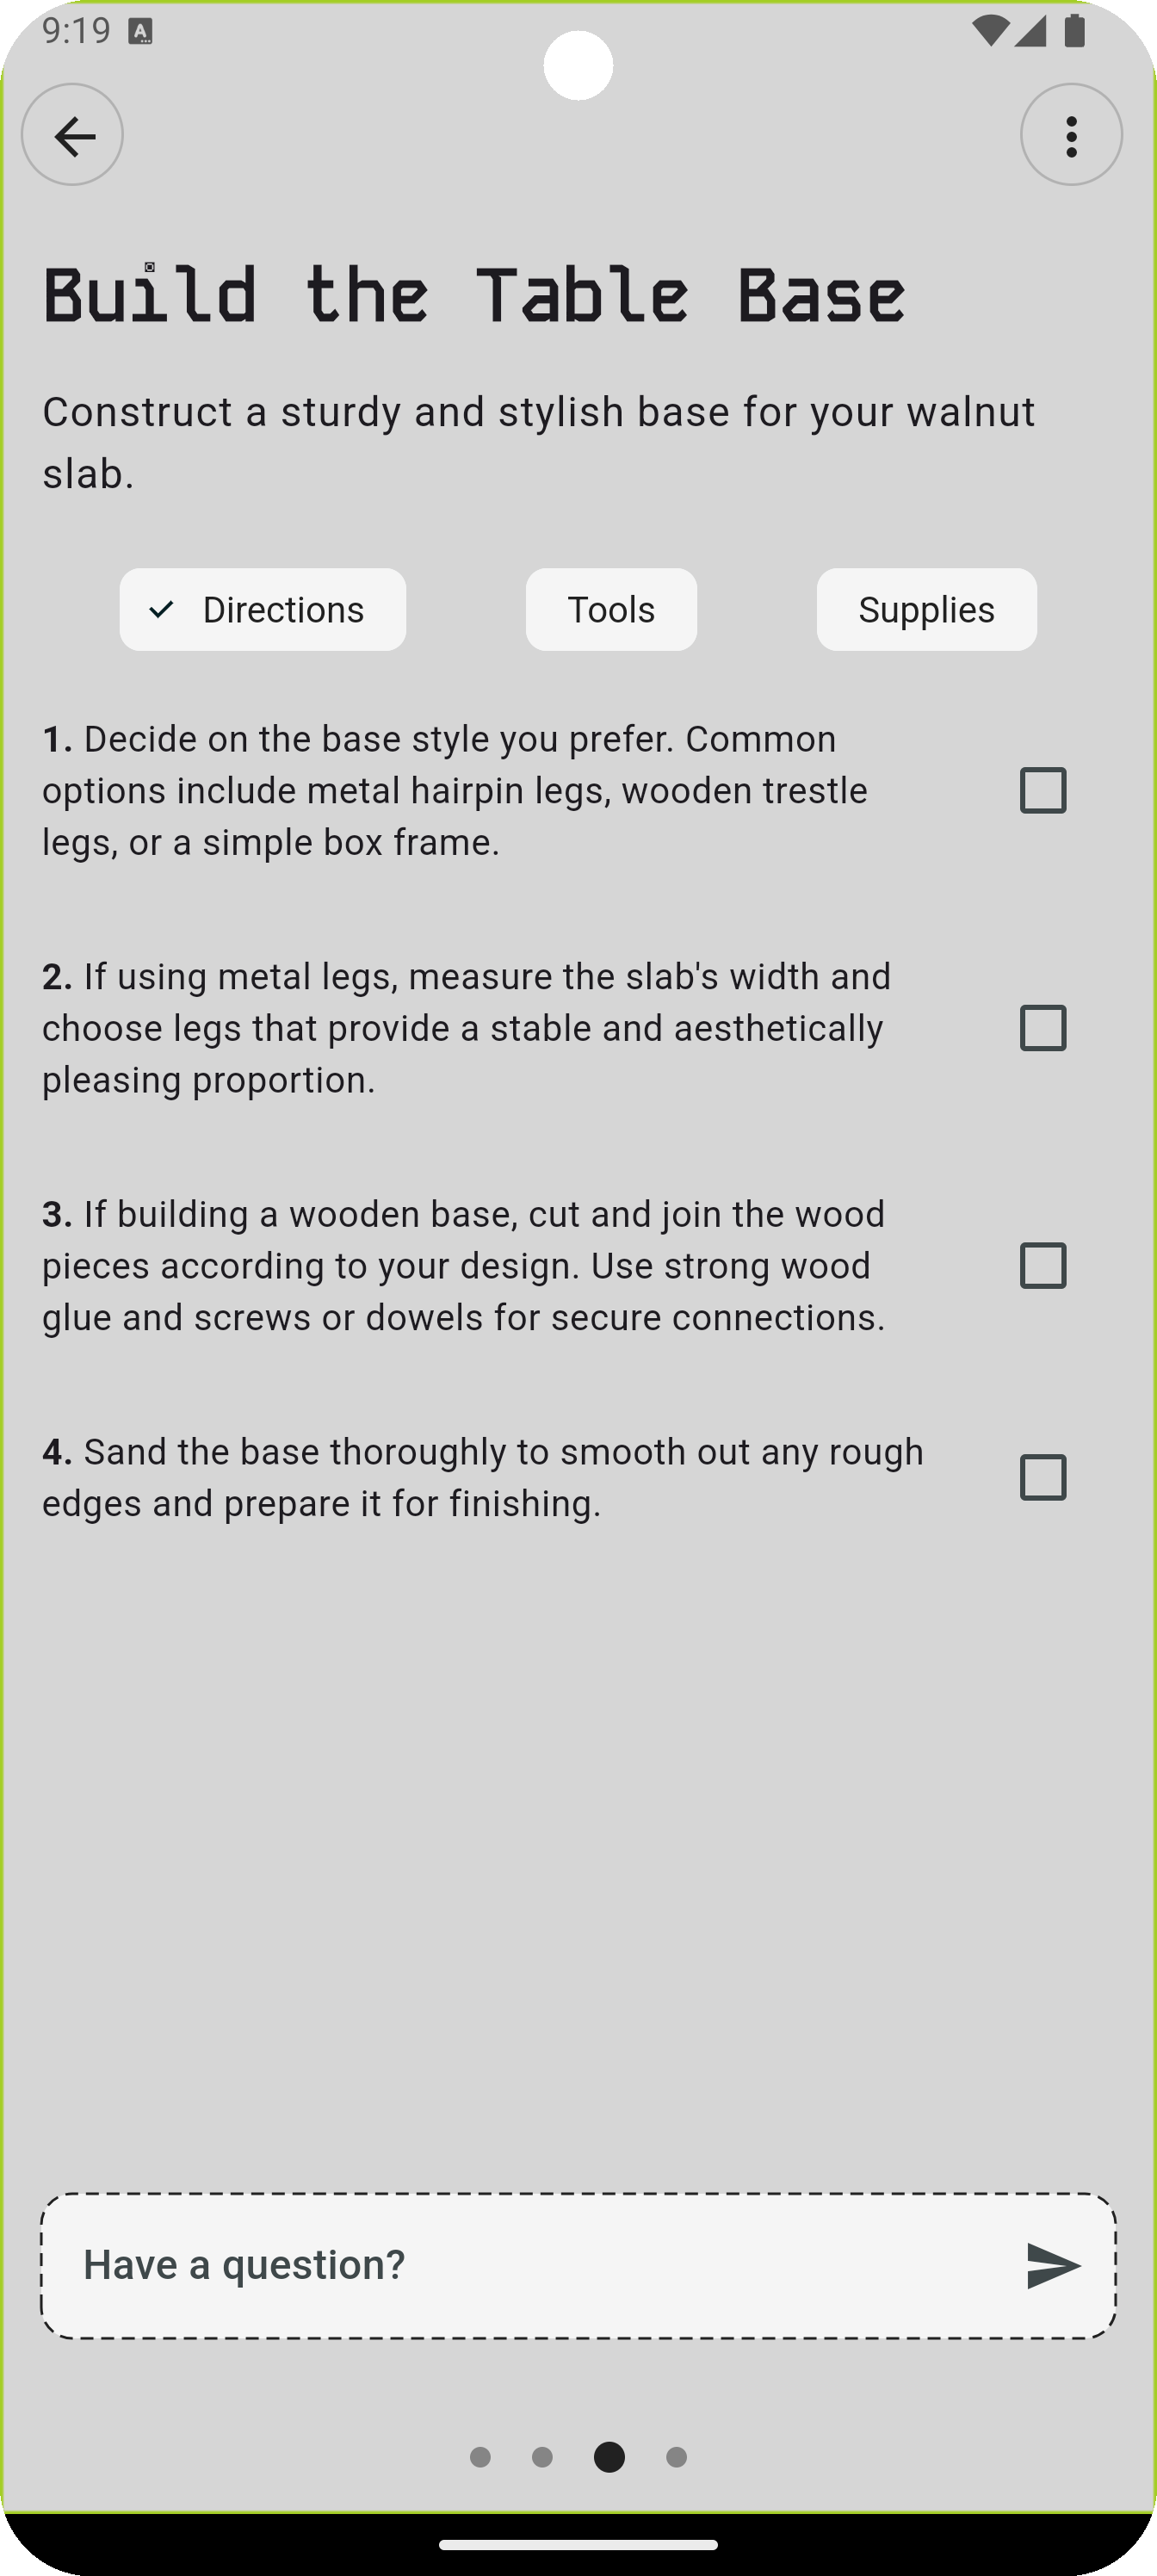 9:19
Build the Table Base
Construct a sturdy and stylish base for your walnut
slab.
Directions
Tools
Supplies
1. Decide on the base style you prefer. Common
options include metal hairpin legs, wooden trestle
legs, or a simple box frame.
2. If using metal legs, measure the slab's width and
choose legs that provide a stable and aesthetically
pleasing proportion.
3. If building a wooden base, cut and join the wood
pieces according to your design. Use strong wood
glue and screws or dowels for secure connections.
4. Sand the base thoroughly to smooth out any rough
edges and prepare it for finishing.
Have a question?